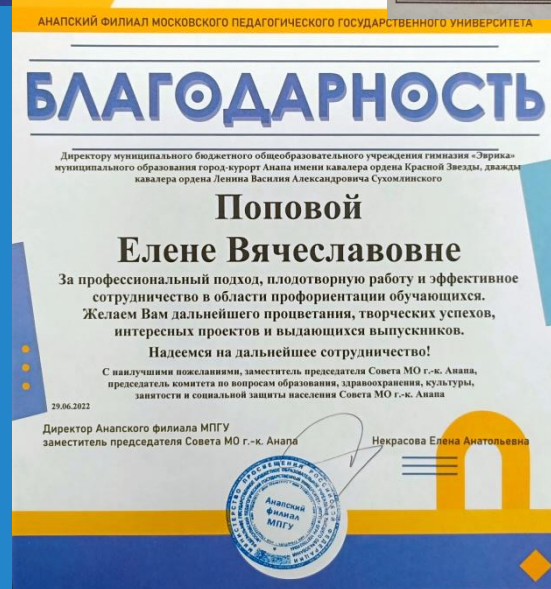 АНАПСКИЙ ФИЛИАЛ МОСКОВСКОГО ПЕДАГОГИЧЕСКОГО ГОСУДАРСТВЕННОГО УНИВЕРСИТЕТА
БЛАГОДАРНОСТЬ
Директору муниципального бюджетного общеобразовательного учреждения гимназия «Эврика»
муниципального образования город-курорт Анапа имени кавалера ордена Красной Звезды, дважды
кавалера ордена Ленина Василия Александровича Сухомлинского
Поповой
Елене Вячеславовне
За профессиональный подход, плодотворную работу и эффективное
сотрудничество в области профориентации обучающихся.
Желаем Вам дальнейшего процветания, творческих успехов,
интересных проектов и выдающихся выпускников.
Надеемся на дальнейшее сотрудничество!
С наилучшими пожеланиями, заместитель председателя Совета МО г.-к. Анапа,
председатель комитета по вопросам образования, здравоохранения, культуры,
занятости и социальной защиты населения Совета МО г.-к. Анапа
29.06.2022
Директор Анапского филиала МПГУ
заместитель председателя Совета МО г.-к. Анапа
Некрасова Елена Анатольевна
МИНИСТЕРСТВО ПРОСВЕЩЕНИЯ РОССИЙСКОЙ ФЕДЕРАЦИИ
Анапский
филиал
МПГУ